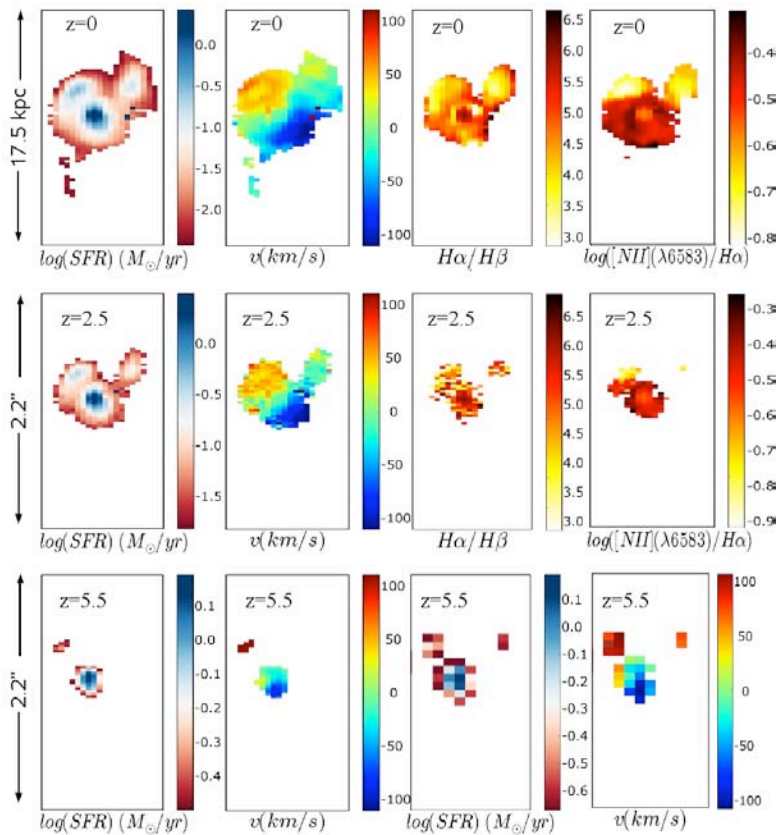 z=0 z=0 z=0 z=0
17.5 kpc
0.0 -0.5 -1.0 -1.5 -2.0
100 50 0 -50 -100
6.5 6.0 5.5 5.0 4.5 4.0 3.5 3.0
-0.4 -0.5 -0.6 -0.7 -0.8
log(SFR) (M⊙/yr) v(km/s) Hα/Hβ log([NII](λ6583)/Hα)
z=2.5 z=2.5 z=2.5 z=2.5
2.2"
0.0 -0.5 -1.0 -1.5
100 50 0 -50 -100
6.5 6.0 5.5 5.0 4.5 4.0 3.5 3.0
-0.3 -0.4 -0.5 -0.6 -0.7 -0.8 -0.9
log(SFR) (M⊙/yr) v(km/s) Hα/Hβ log([NII](λ6583)/Hα)
z=5.5 z=5.5 z=5.5 z=5.5
2.2"
0.1 0.0 -0.1 -0.2 -0.3 -0.4
100 50 0 -50 -100
0.1 0.0 -0.1 -0.2 -0.3 -0.4 -0.5 -0.6
100 50 0 -50 -100
log(SFR) (M⊙/yr) v(km/s) log(SFR) (M⊙/yr) v(km/s)